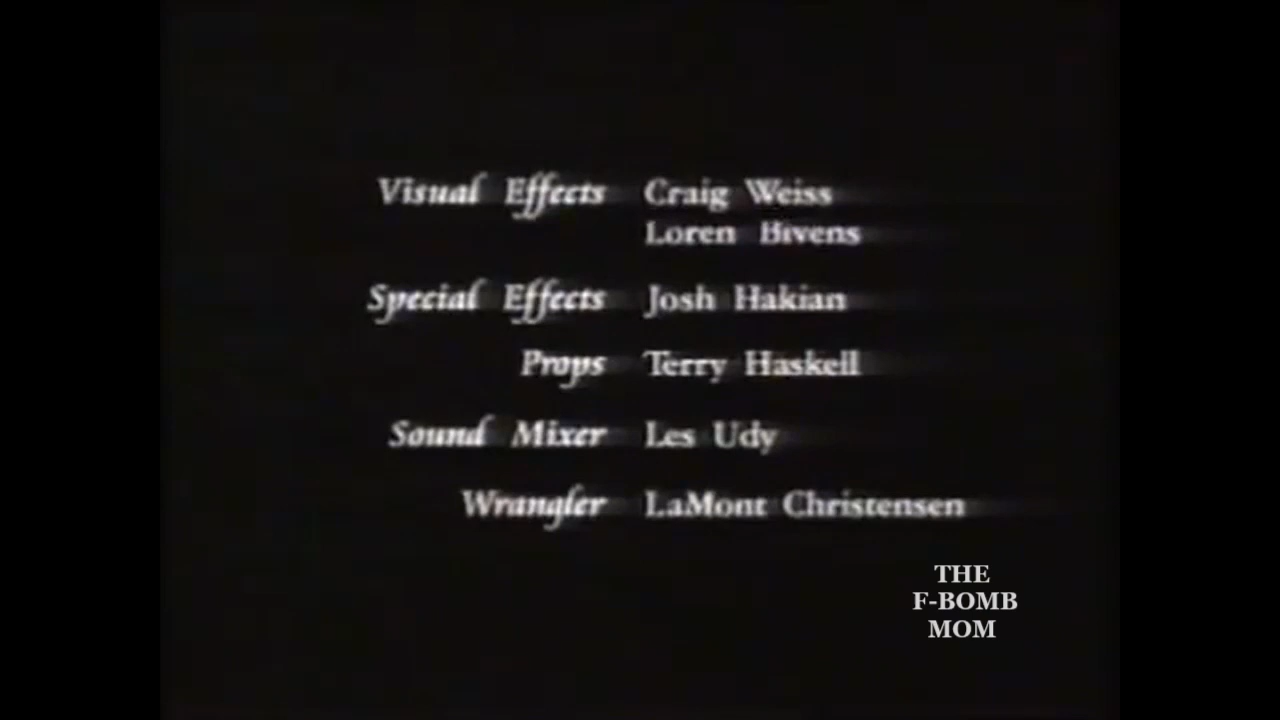 Visual Effects Craig Weiss
Loren Bivens
Special Effects Josh Hakian
Props Terry Haskell
Sound Mixer Les Udy
Wrangler LaMont Christensen
THE
F-BOMB
MOM